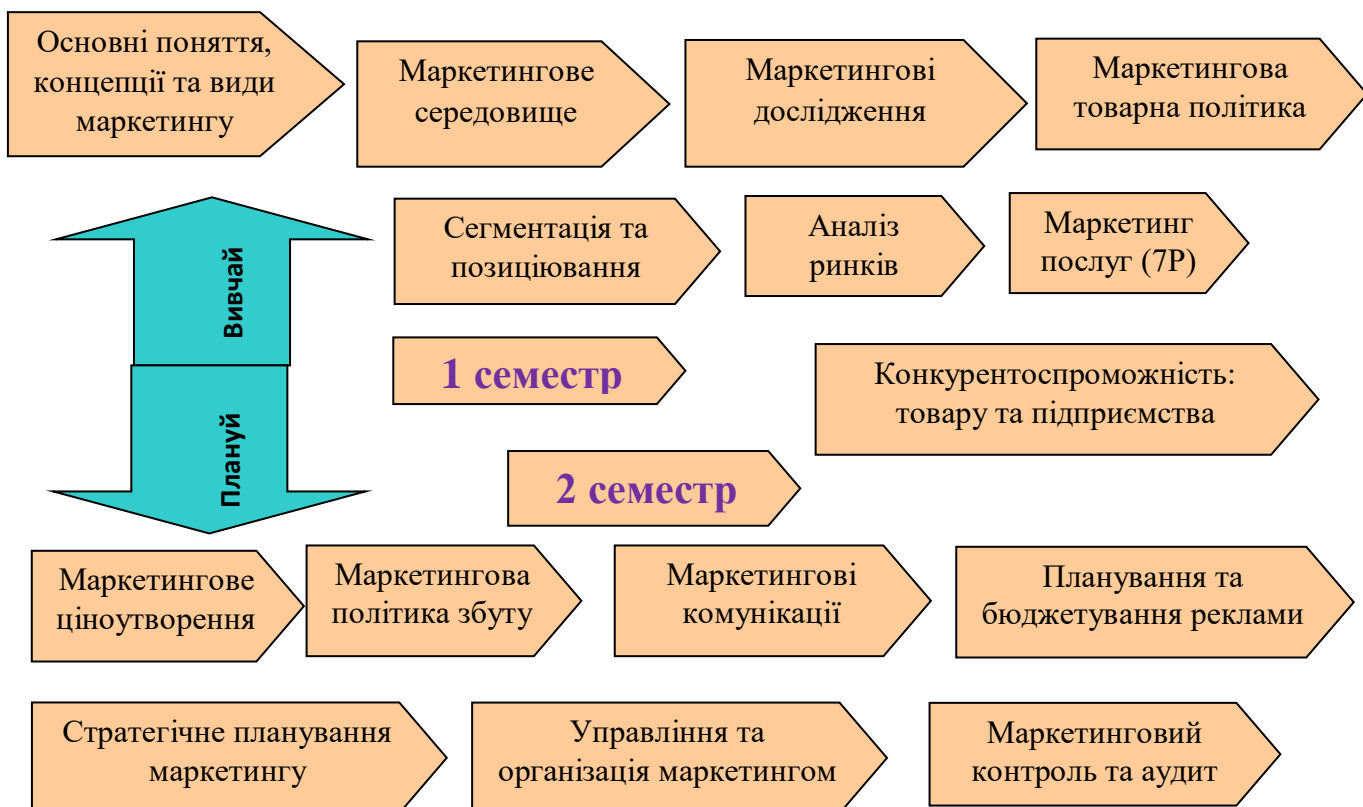 Основні поняття,
концепції та види
маркетингу
Маркетингове
середовище
Маркетингові
дослідження
Маркетингова
товарна політика
Вивчай
Сегментація та
позиціювання
Аналіз
ринків
Маркетинг
послуг (7Р)
1 семестр
Конкурентоспроможність:
товару та підприємства
Плануй
2 семестр
Маркетингове
ціноутворення
Маркетингова
політика збуту
Маркетингові
комунікації
Планування та
бюджетування реклами
Стратегічне планування
маркетингу
Управління та
організація маркетингом
Маркетинговий
контроль та аудит